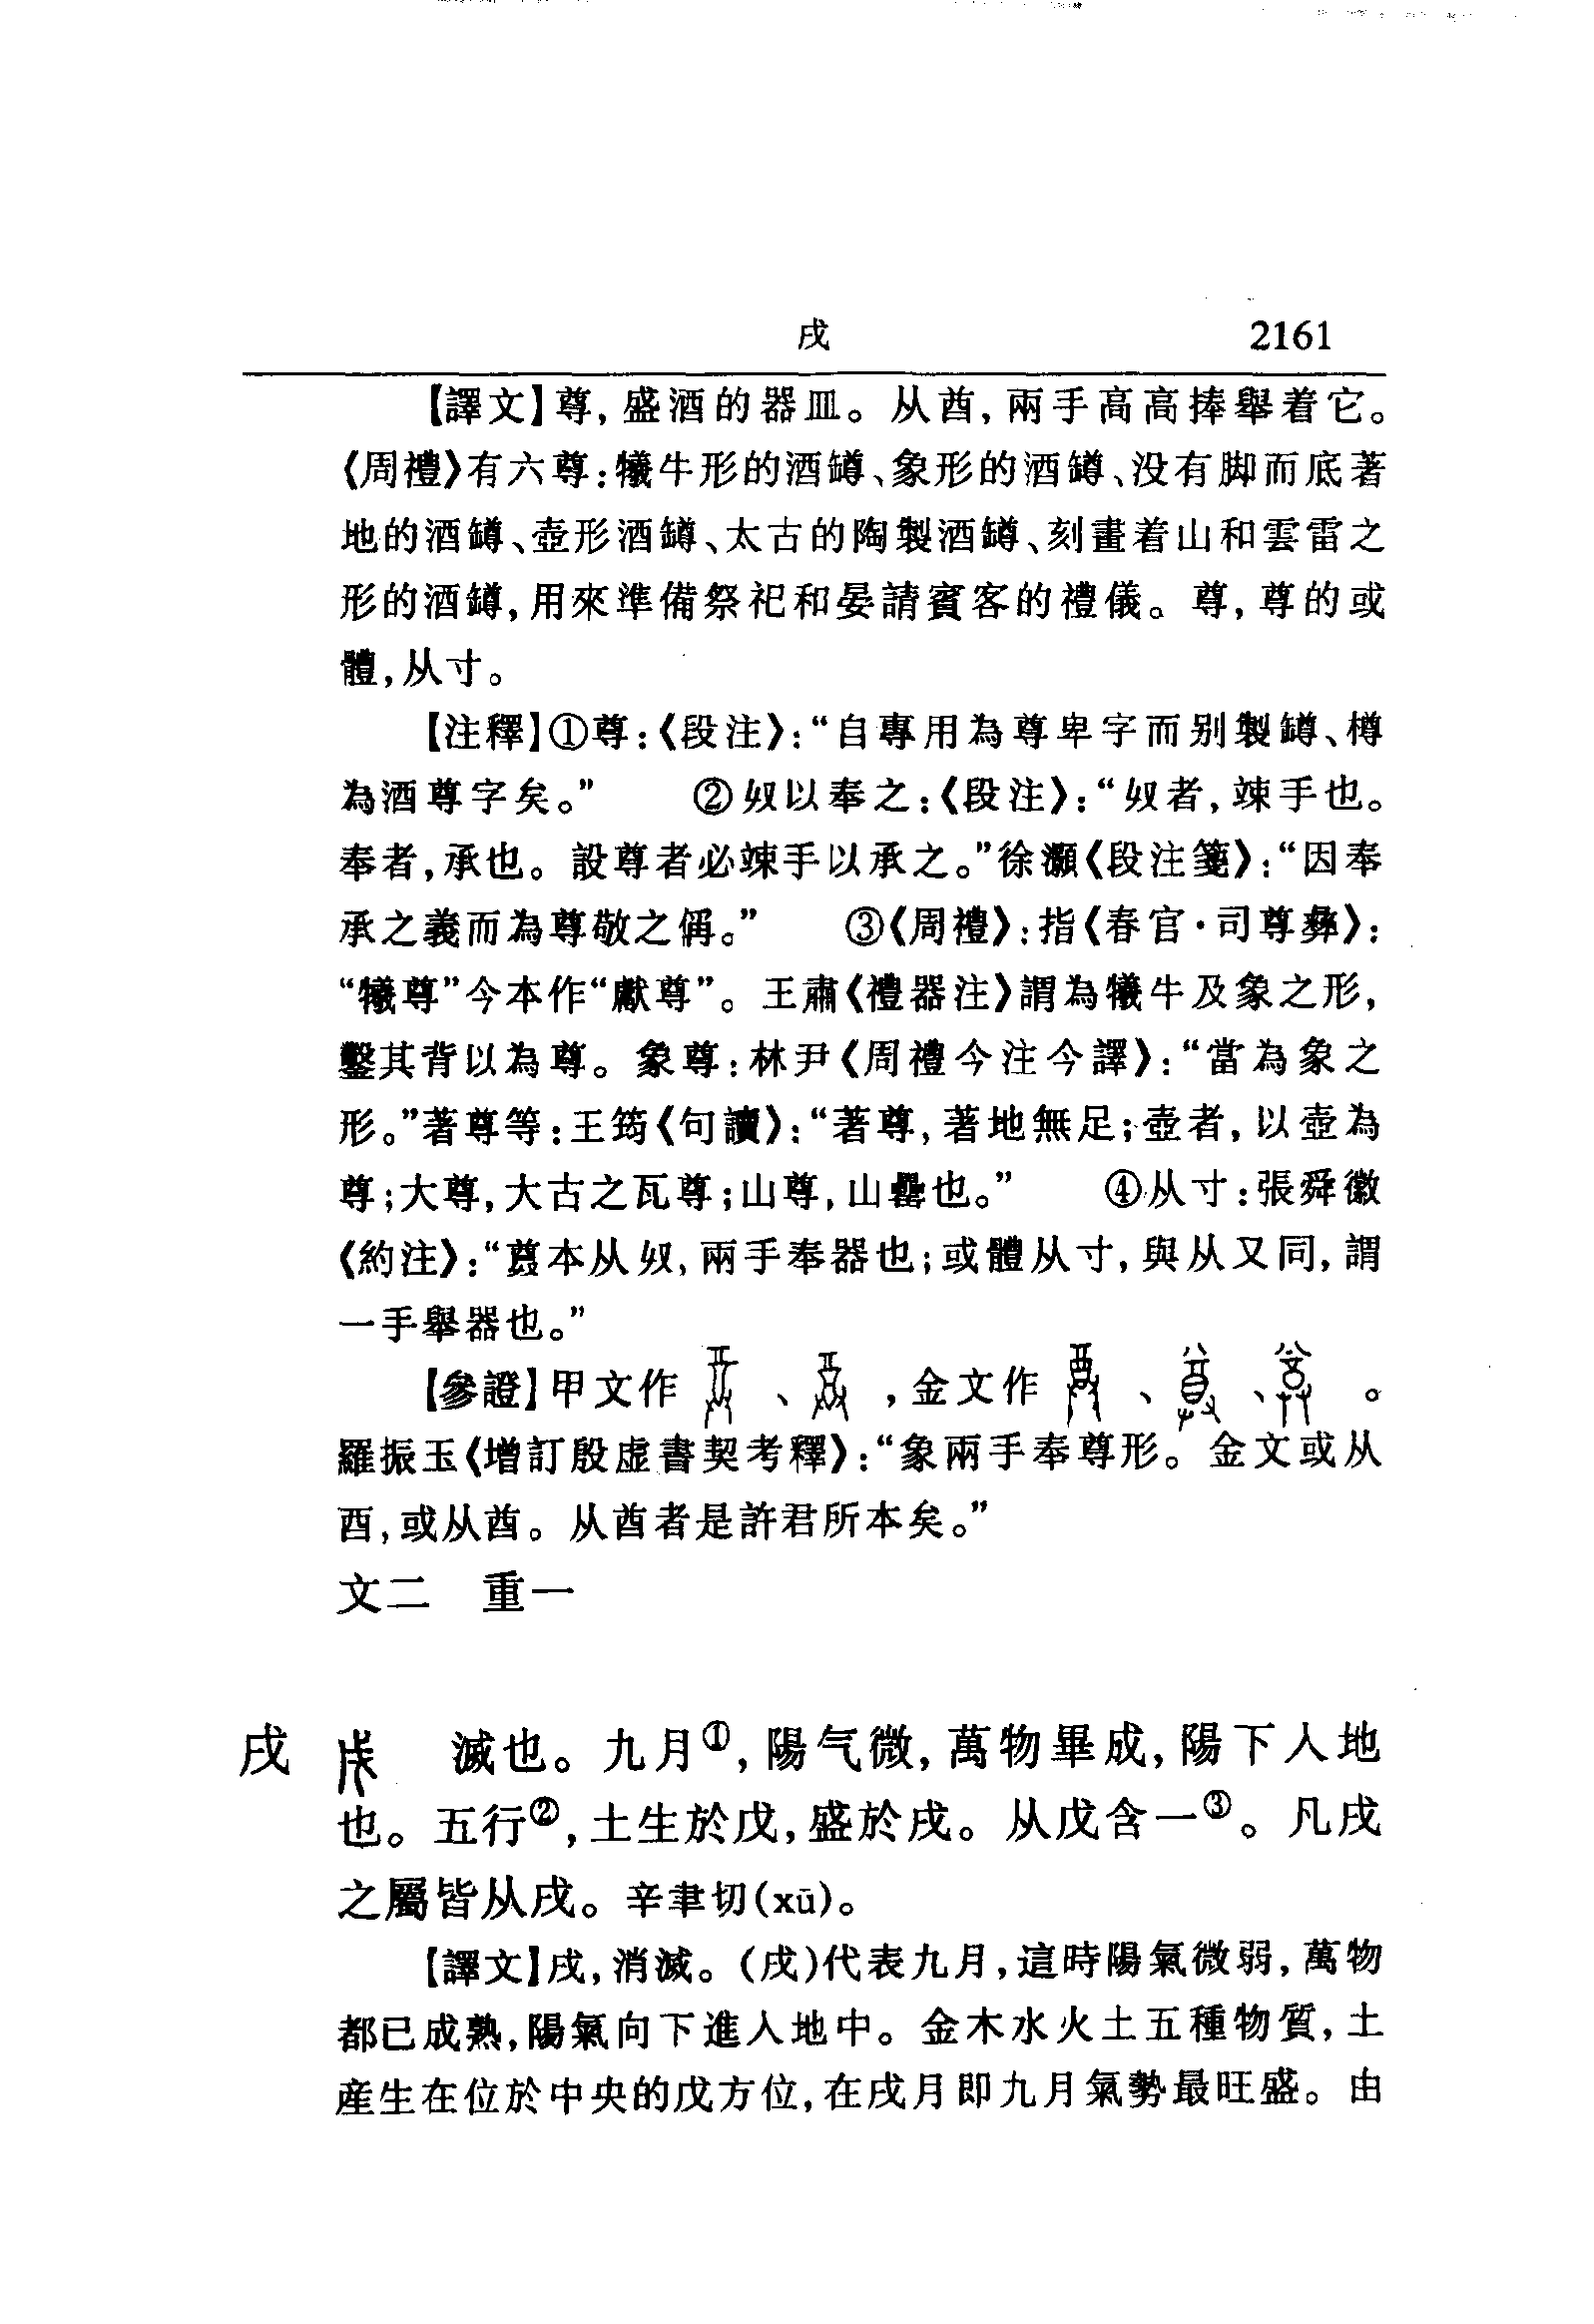 戌 2161
【譯文】尊，盛酒的器皿。从酋，兩手高高捧舉着它。
《周禮》有六尊：犧牛形的酒罇、象形的酒罇、没有脚而底著
地的酒罇、壺形酒罇、太古的陶製酒罇、刻畫着山和雲雷之
形的酒罇，用來準備祭祀和晏請賓客的禮儀。尊，尊的或
體，从寸。
【注釋】①尊：《段注》：“自專用為尊卑字而别製罇、樽
為酒尊字矣。” ②𠬞以奉之：《段注》：“𠬞者，竦手也。
奉者，承也。設尊者必竦手以承之。”徐灝《段注箋》：“因奉
承之義而為尊敬之偁。” ③《周禮》：指《春官·司尊彝》：
“犧尊”今本作“獻尊”。王肅《禮器注》謂為犧牛及象之形，
鑿其背以為尊。象尊：林尹《周禮今注今譯》：“當為象之
形。”著尊等：王筠《句讀》：“著尊，著地無足；壺者，以壺為
尊；大尊，大古之瓦尊；山尊，山罍也。” ④从寸：張舜徽
《約注》：“本从𠬞，兩手奉器也；或體从寸，與从又同，謂
一手舉器也。”
【參證】甲文作 、 ，金文作 、 、 。
羅振玉《增訂殷虚書契考釋》：“象兩手奉尊形。金文或从
酉，或从酋。从酋者是許君所本矣。”
文二 重一
戌 滅也。九月①，陽气微，萬物畢成，陽下入地
也。五行②，土生於戊，盛於戌。从戊含一③。凡戌
之屬皆从戌。辛聿切（xū）。
【譯文】戌，消滅。（戌）代表九月，這時陽氣微弱，萬物
都已成熟，陽氣向下進入地中。金木水火土五種物質，土
産生在位於中央的戊方位，在戌月即九月氣勢最旺盛。由